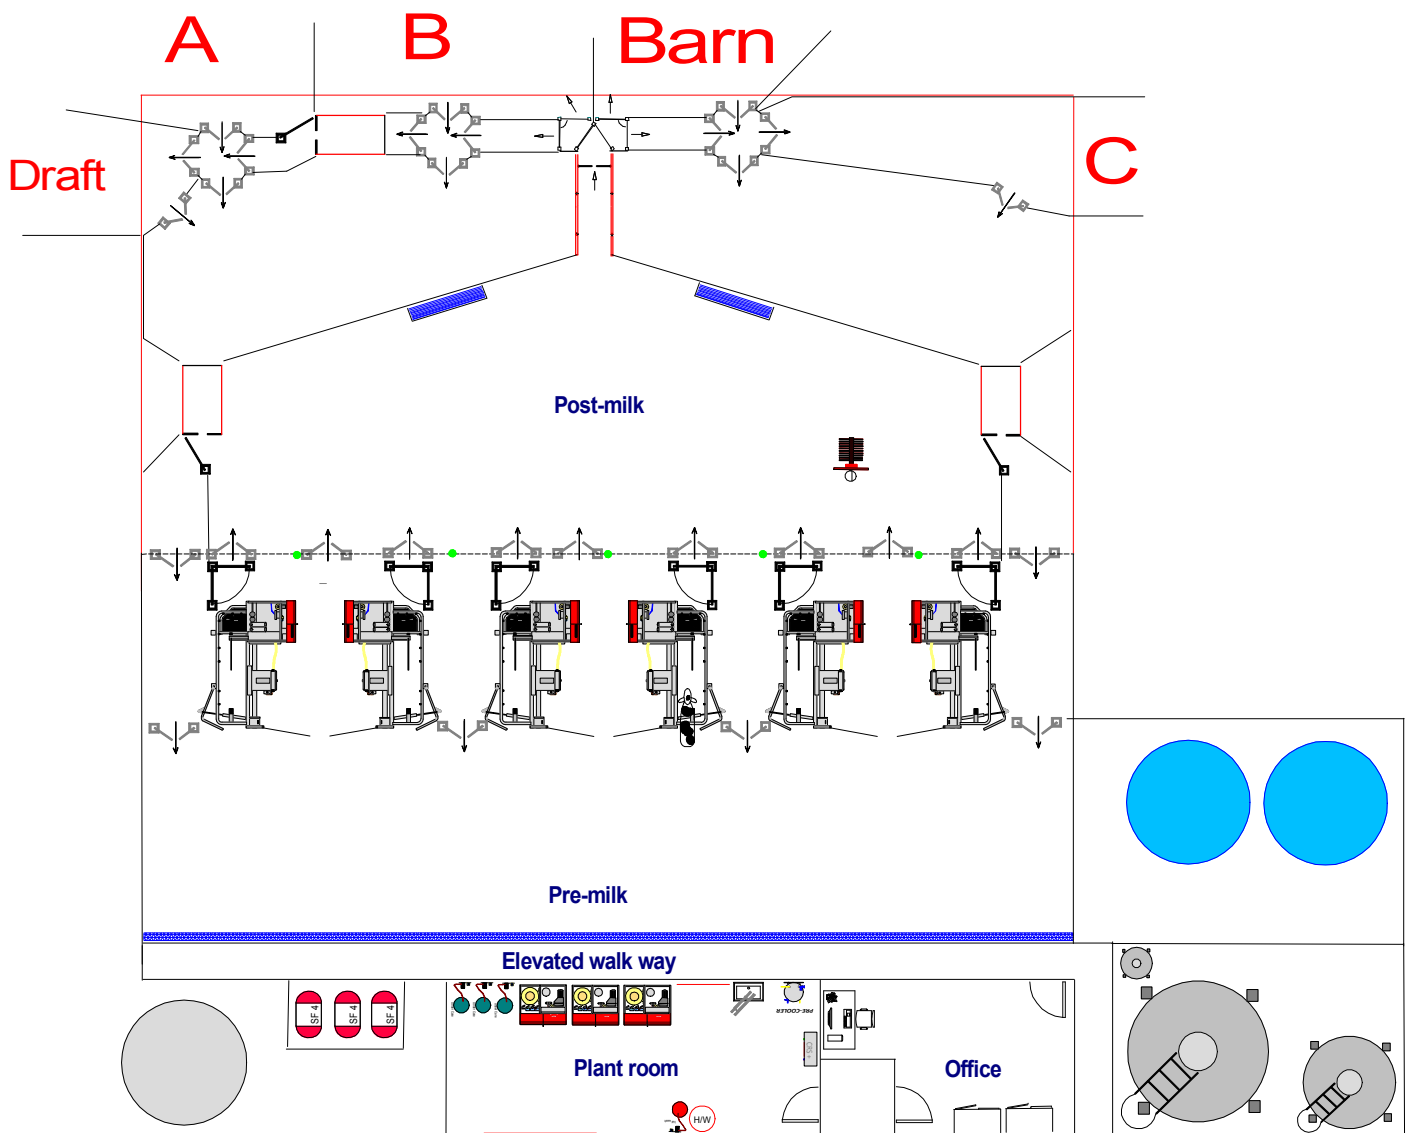 A
B
Barn
Draft
C
Post-milk
Pre-milk
Elevated walk way
SF 4
SF 4
SF 4
PRE-COOLER
Plant room
Office
H/W